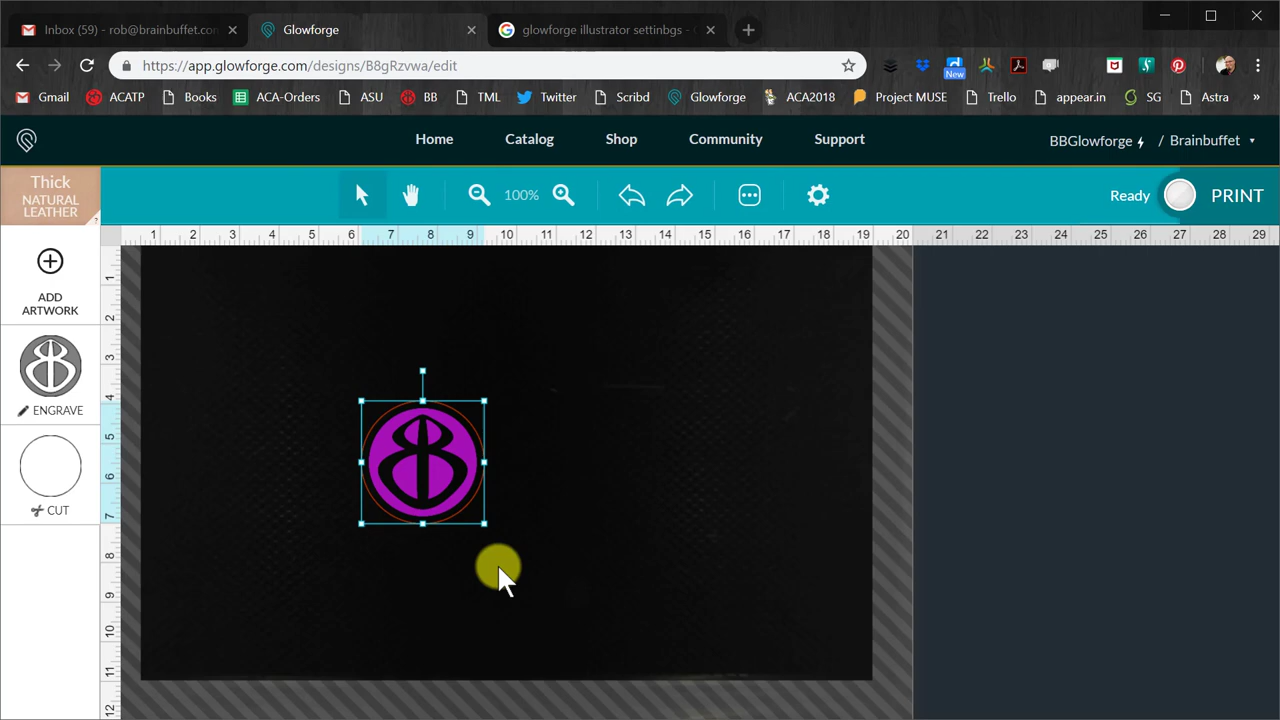 Inbox (59) - rob@brainbuffet.con
Glowforge
glowforge illustrator settinbgs -
https://app.glowforge.com/designs/B8gRzvwa/edit
New
Gmail
ACATP
Books
ACA-Orders
ASU
BB
TML
Twitter
Scribd
Glowforge
ACA2018
Project MUSE
Trello
appear.in
SG
Astra
»
Home
Catalog
Shop
Community
Support
BBGlowforge
/ Brainbuffet
Thick
NATURAL
LEATHER
?
100%
Ready
PRINT
1 2 3 4 5 6 7 8 9 10 11 12 13 14 15 16 17 18 19 20 21 22 23 24 25 26 27 28 29
ADD
ARTWORK
ENGRAVE
CUT
1
2
3
4
5
6
7
8
9
10
11
12